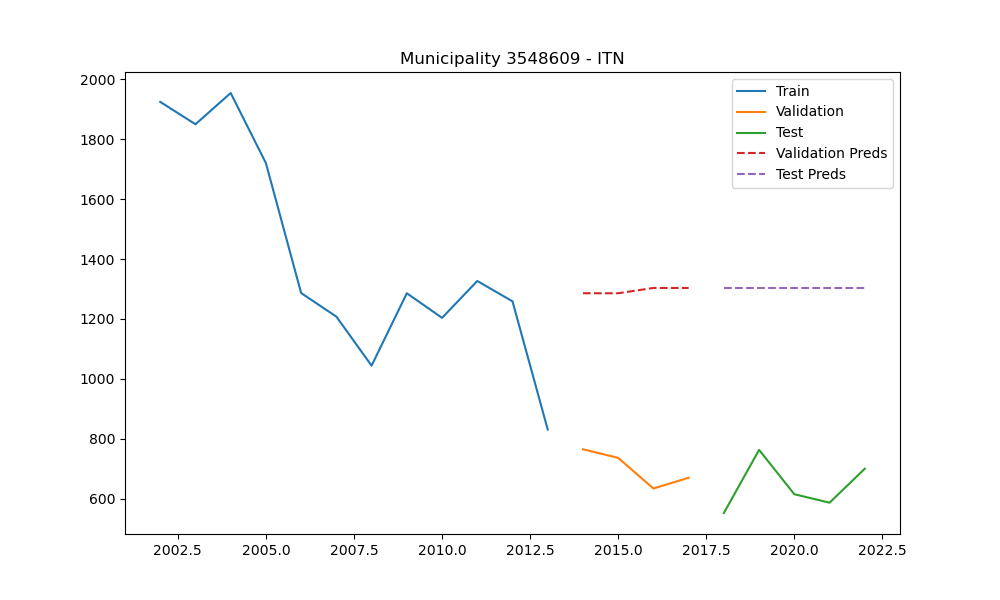 Municipality 3548609 - ITN
2000
1800
1600
1400
1200
1000
800
600
Train
Validation
Test
Validation Preds
Test Preds
2002.5 2005.0 2007.5 2010.0 2012.5 2015.0 2017.5 2020.0 2022.5